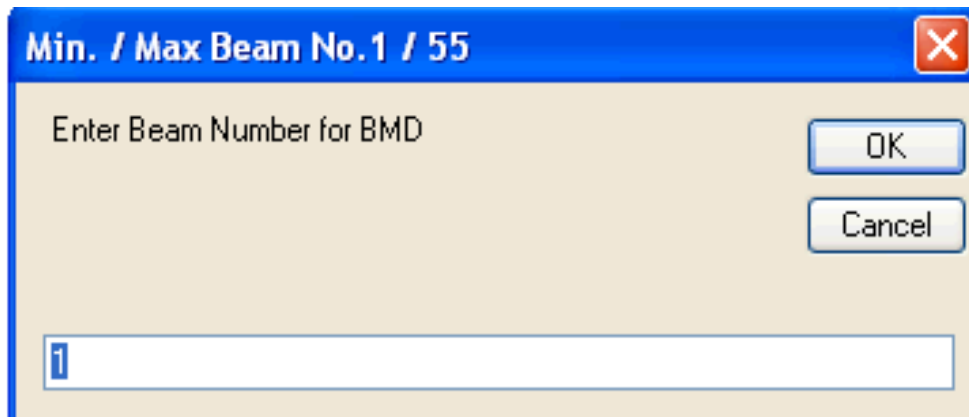 Min. / Max Beam No.1 / 55
Enter Beam Number for BMD
OK
Cancel
1